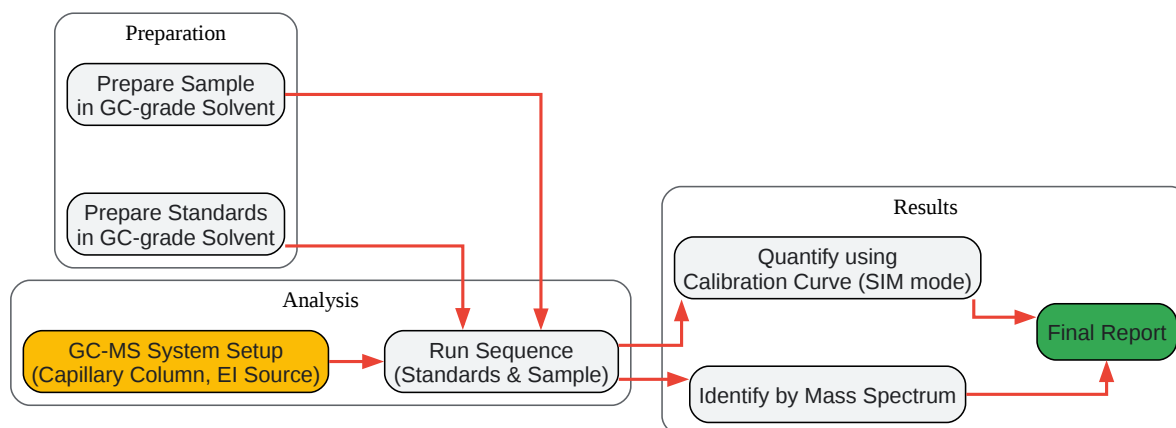 Preparation
Prepare Sample
in GC-grade Solvent
Prepare Standards
in GC-grade Solvent
Analysis
GC-MS System Setup
(Capillary Column, EI Source)
Run Sequence
(Standards & Sample)
Results
Quantify using
Calibration Curve (SIM mode)
Identify by Mass Spectrum
Final Report